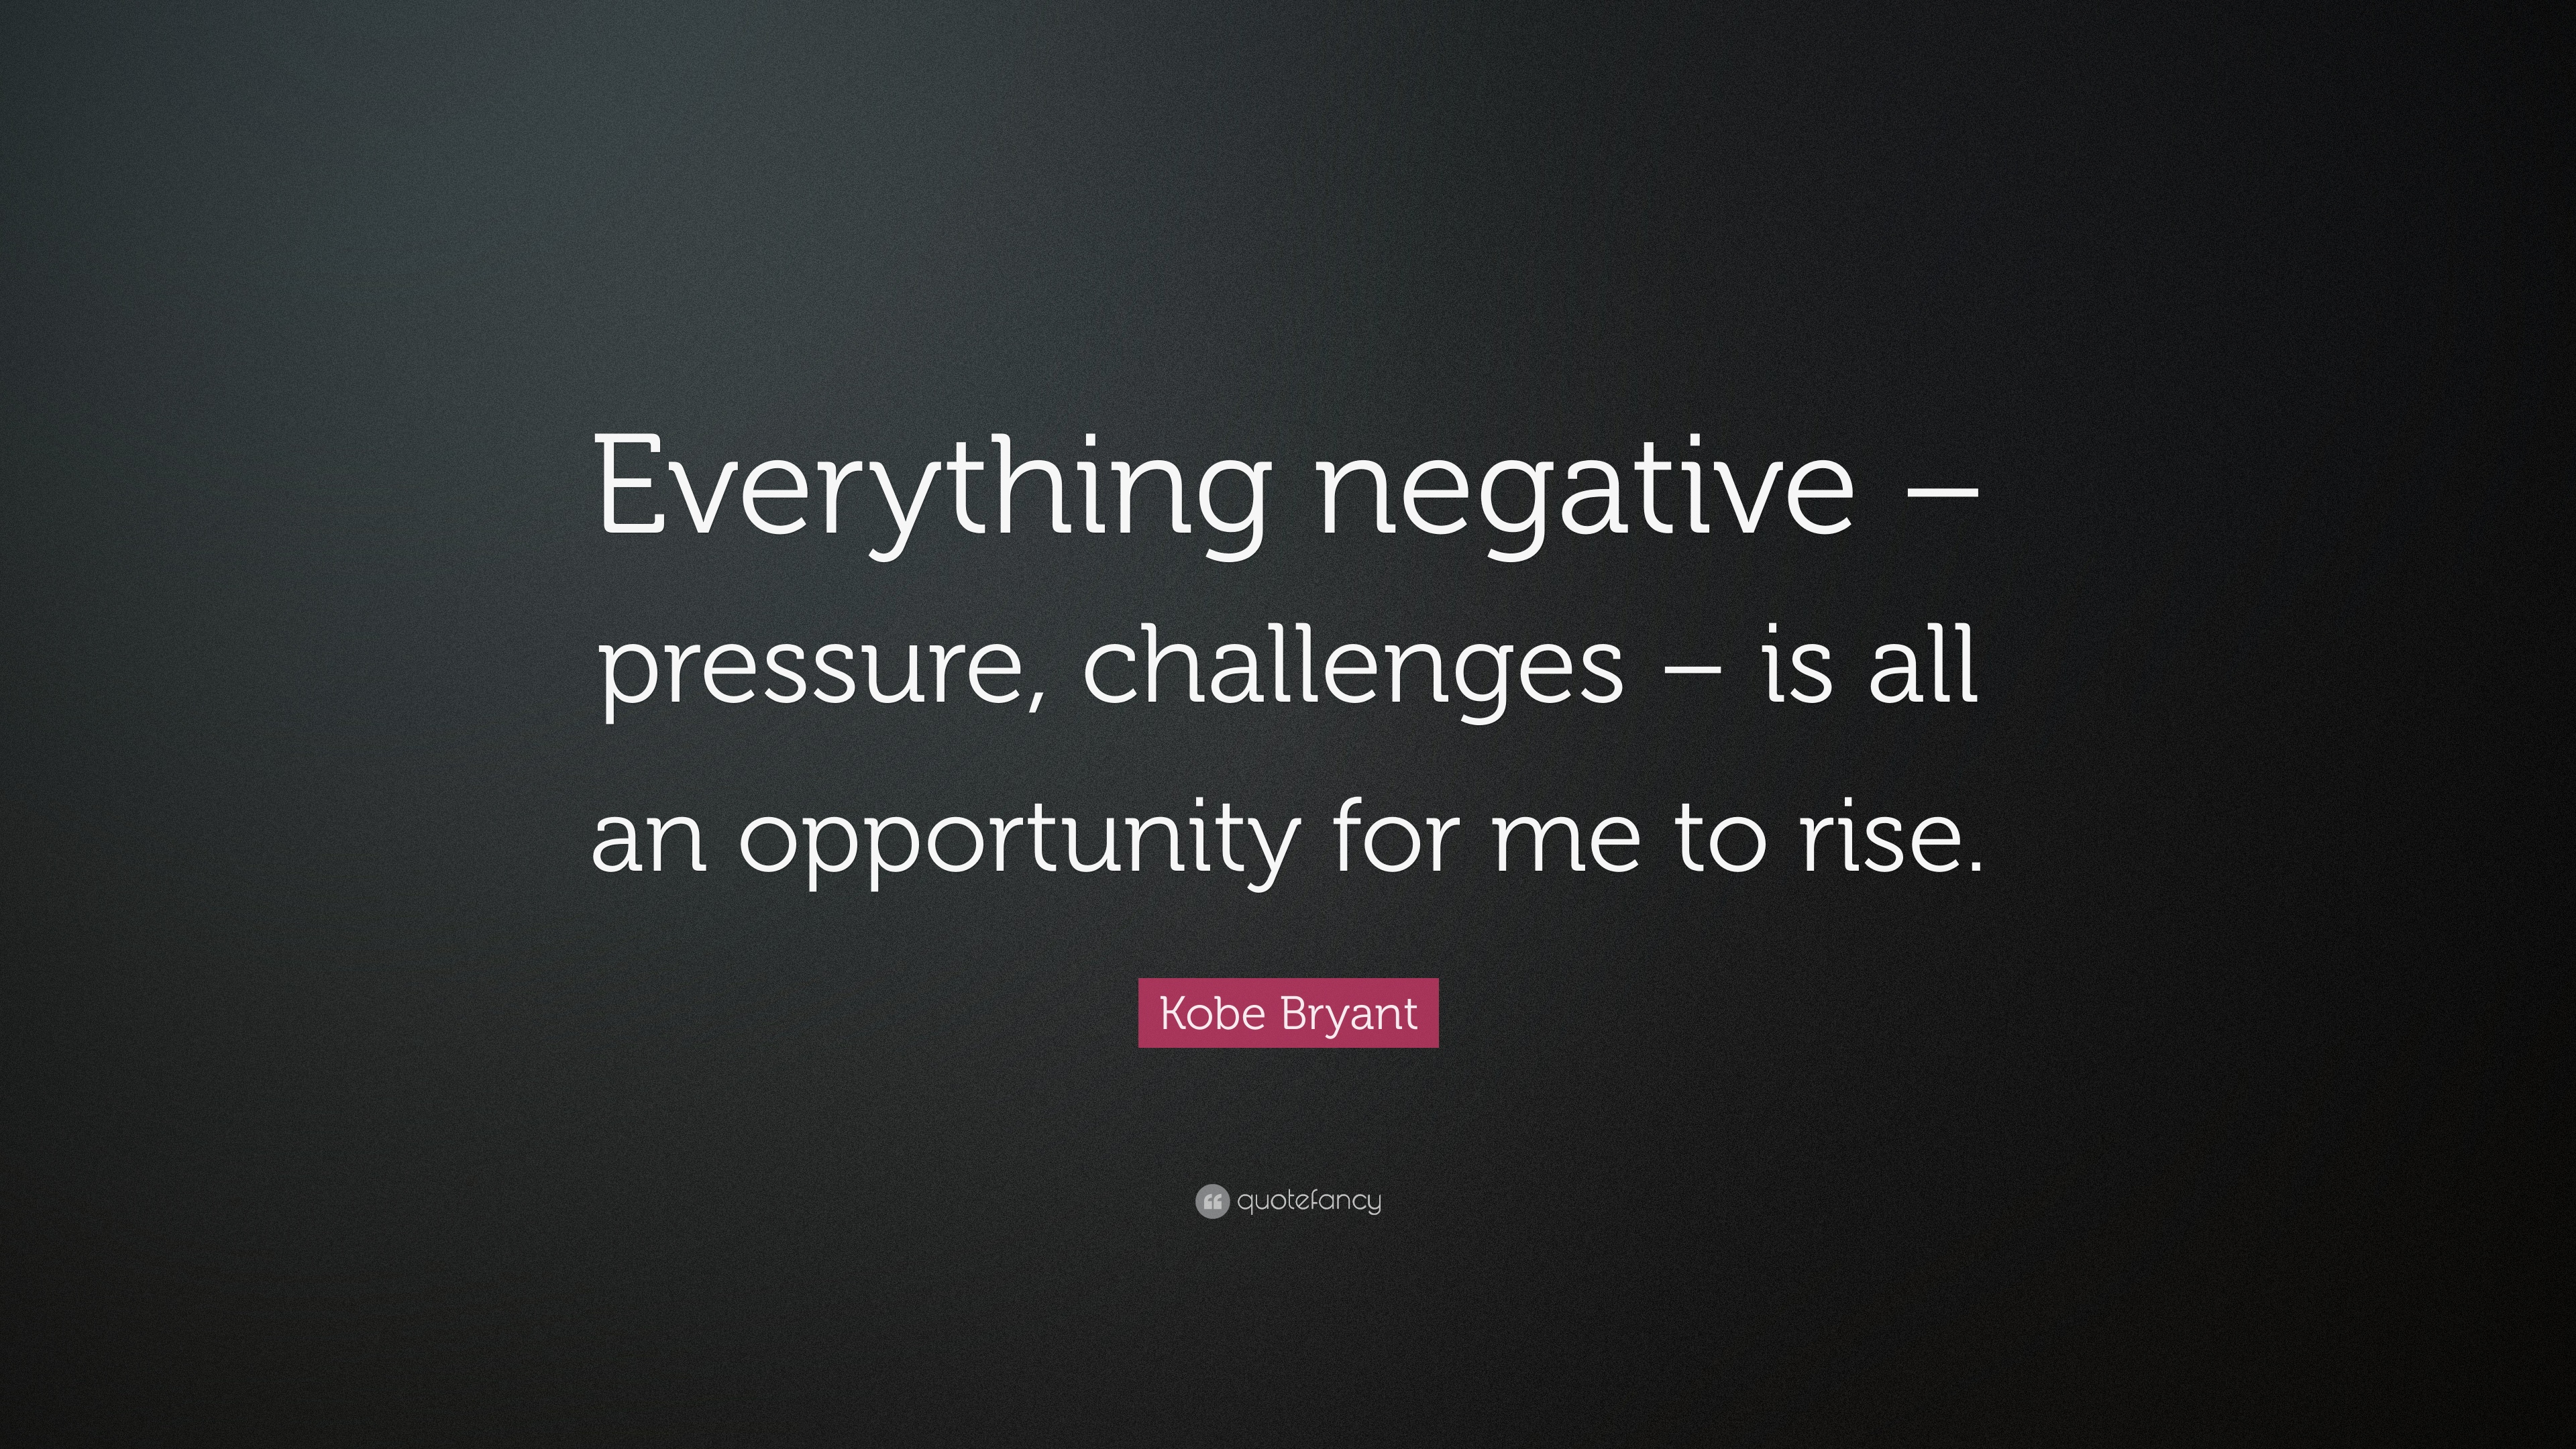 Everything negative –
pressure, challenges – is all
an opportunity for me to rise.
Kobe Bryant
quotefancy